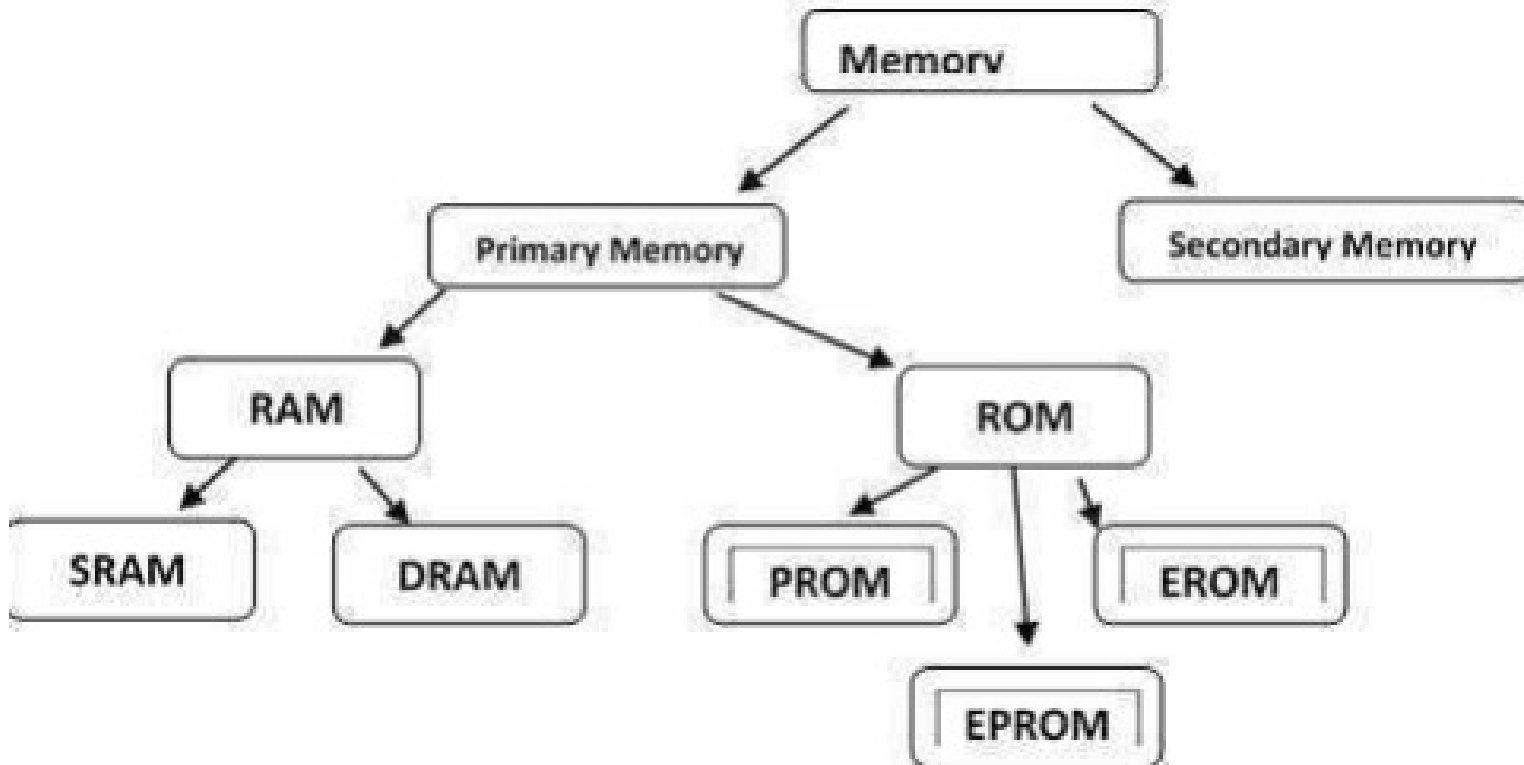 Memory
Primary Memory
Secondary Memory
RAM
ROM
SRAM
DRAM
PROM
EROM
EPROM